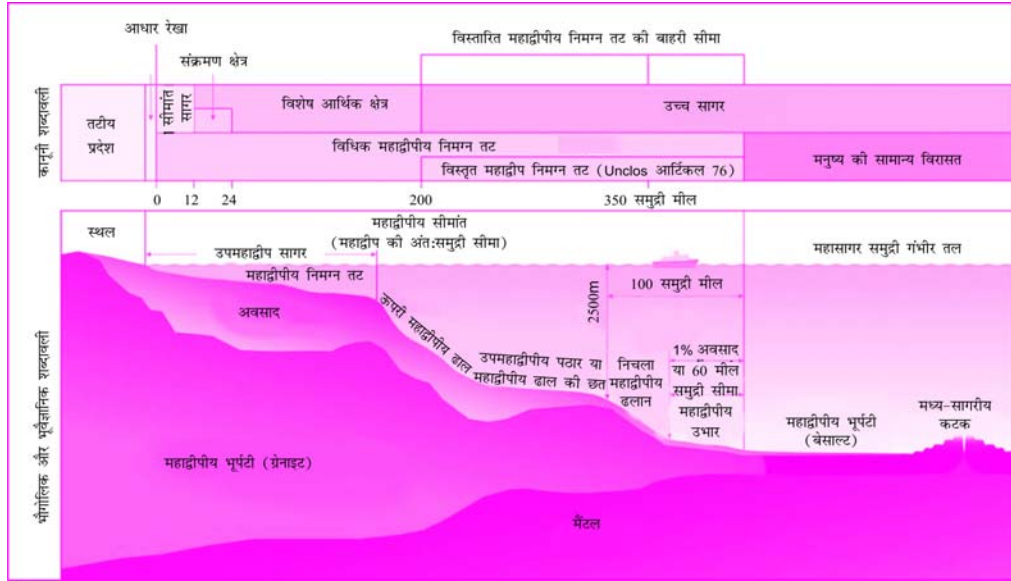 आधार रेखा
संक्रमण क्षेत्र
विस्तारित महाद्वीपीय निमग्न तट की बाहरी सीमा
कानूनी शब्दावली
तटीय
प्रदेश
सीमांत
सागर
विशेष आर्थिक क्षेत्र
उच्च सागर
विधिक महाद्वीपीय निमग्न तट
विस्तृत महाद्वीप निमग्न तट (Unclos आर्टिकल 76)
मनुष्य की सामान्य विरासत
0 12 24 200 350 समुद्री मील
भौगोलिक और भूवैज्ञानिक शब्दावली
स्थल
उपमहाद्वीप सागर
महाद्वीपीय सीमांत
(महाद्वीप की अंत:समुद्री सीमा)
महासागर समुद्री गंभीर तल
महाद्वीपीय निमग्न तट
अवसाद
ऊपरी महाद्वीपीय ढाल
2500m
100 समुद्री मील
उपमहाद्वीपीय पठार या
महाद्वीपीय ढाल की छत
निचला
महाद्वीपीय
ढलान
1% अवसाद
या 60 मील
समुद्री सीमा
महाद्वीपीय
उभार
महाद्वीपीय भूर्पटी
(बेसाल्ट)
मध्य-सागरीय
कटक
महाद्वीपीय भूर्पटी (ग्रेनाइट)
मैंटल